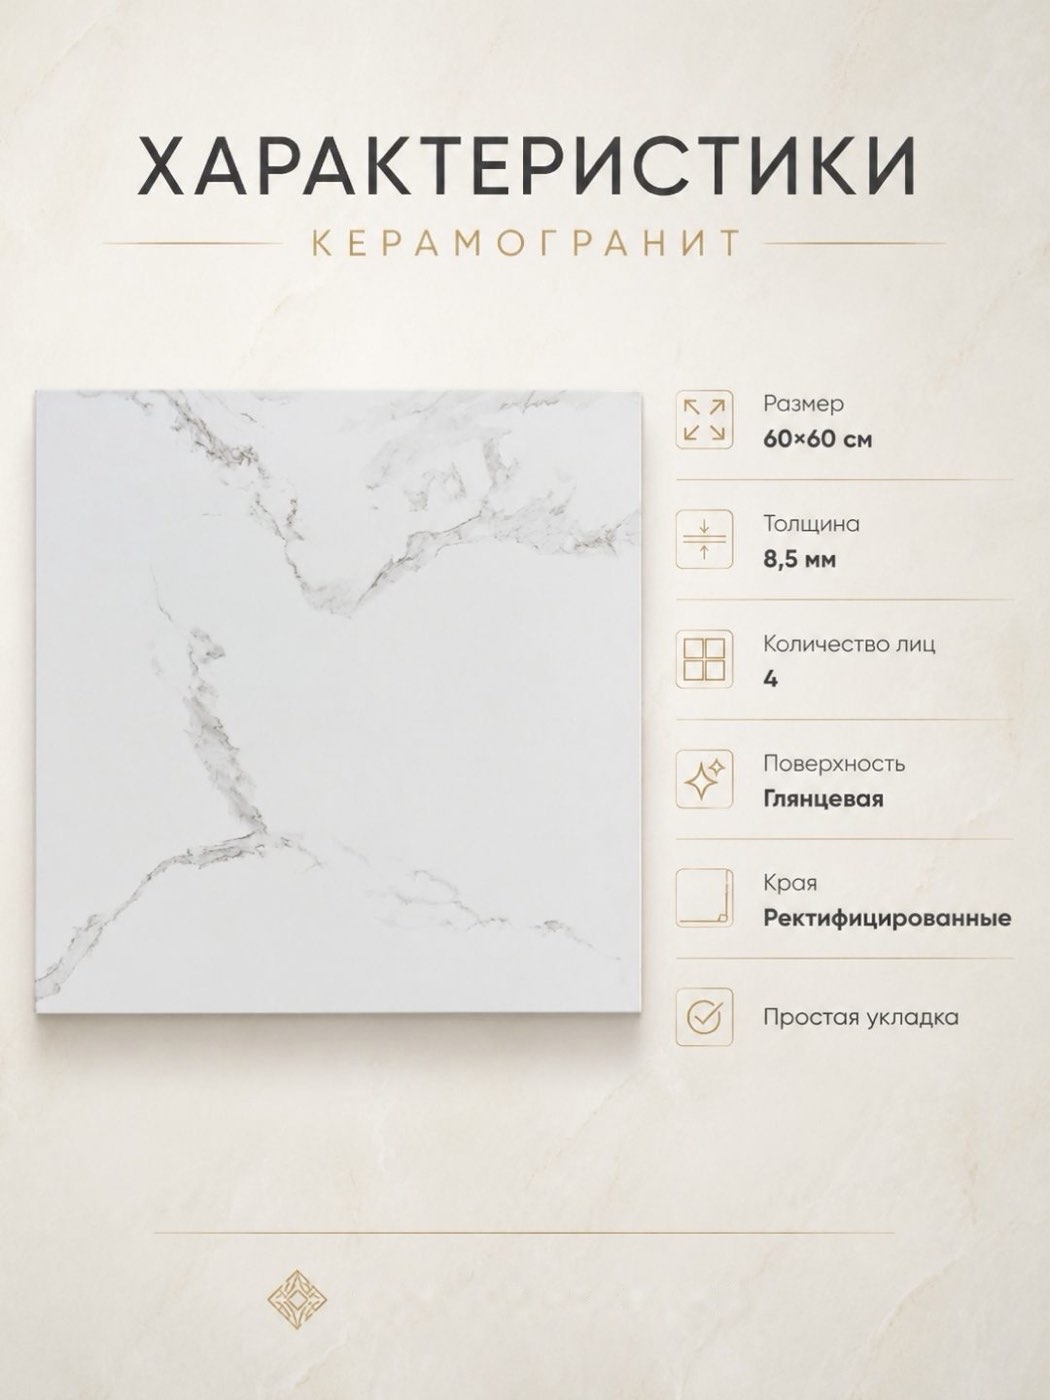 ХАРАКТЕРИСТИКИ
КЕРАМОГРАНИТ
Размер
60×60 см
Толщина
8,5 мм
Количество лиц
4
Поверхность
Глянцевая
Края
Ректифицированные
Простая укладка